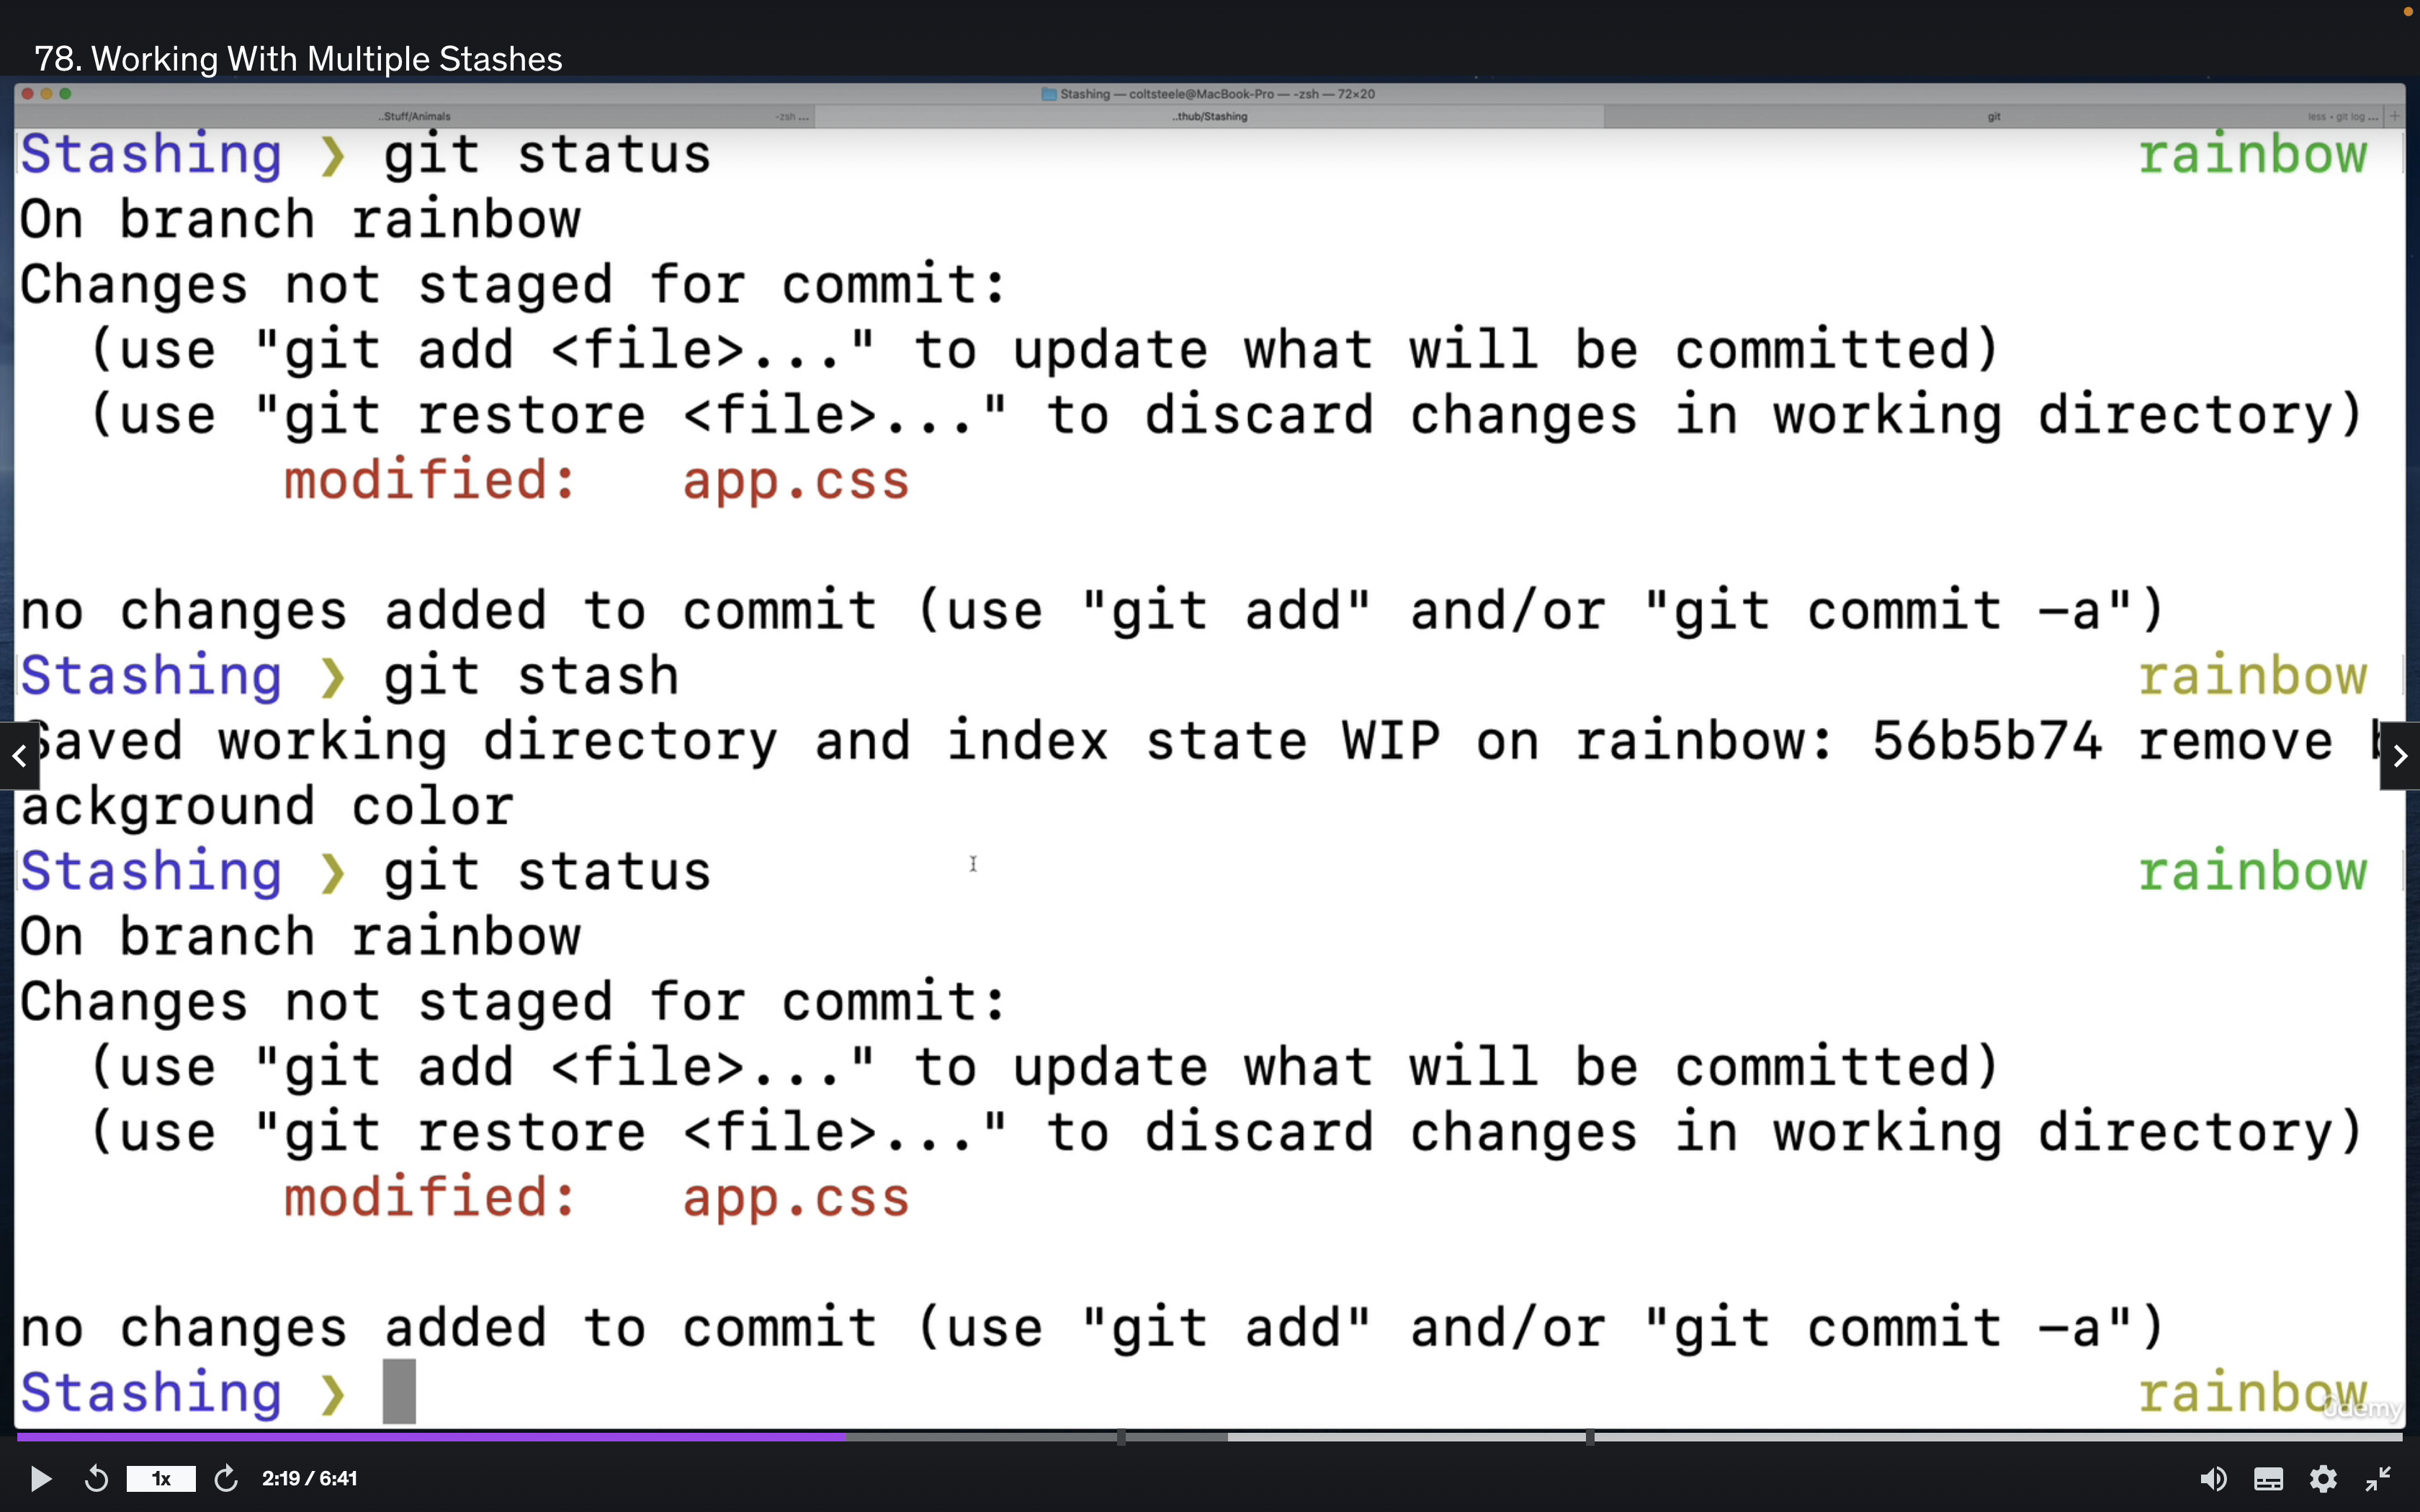 78. Working With Multiple Stashes
Stashing — coltsteele@MacBook-Pro — -zsh — 72×20
..Stuff/Animals
-zsh ...
..thub/Stashing
git
less ◂ git log ...
Stashing ❯ git status rainbow
On branch rainbow
Changes not staged for commit:
(use "git add <file>..." to update what will be committed)
(use "git restore <file>..." to discard changes in working directory)
modified: app.css
no changes added to commit (use "git add" and/or "git commit -a")
Stashing ❯ git stash rainbow
Saved working directory and index state WIP on rainbow: 56b5b74 remove b
ackground color
Stashing ❯ git status rainbow
On branch rainbow
Changes not staged for commit:
(use "git add <file>..." to update what will be committed)
(use "git restore <file>..." to discard changes in working directory)
modified: app.css
no changes added to commit (use "git add" and/or "git commit -a")
Stashing ❯ rainbow
ûdemy
1x
2:19 / 6:41